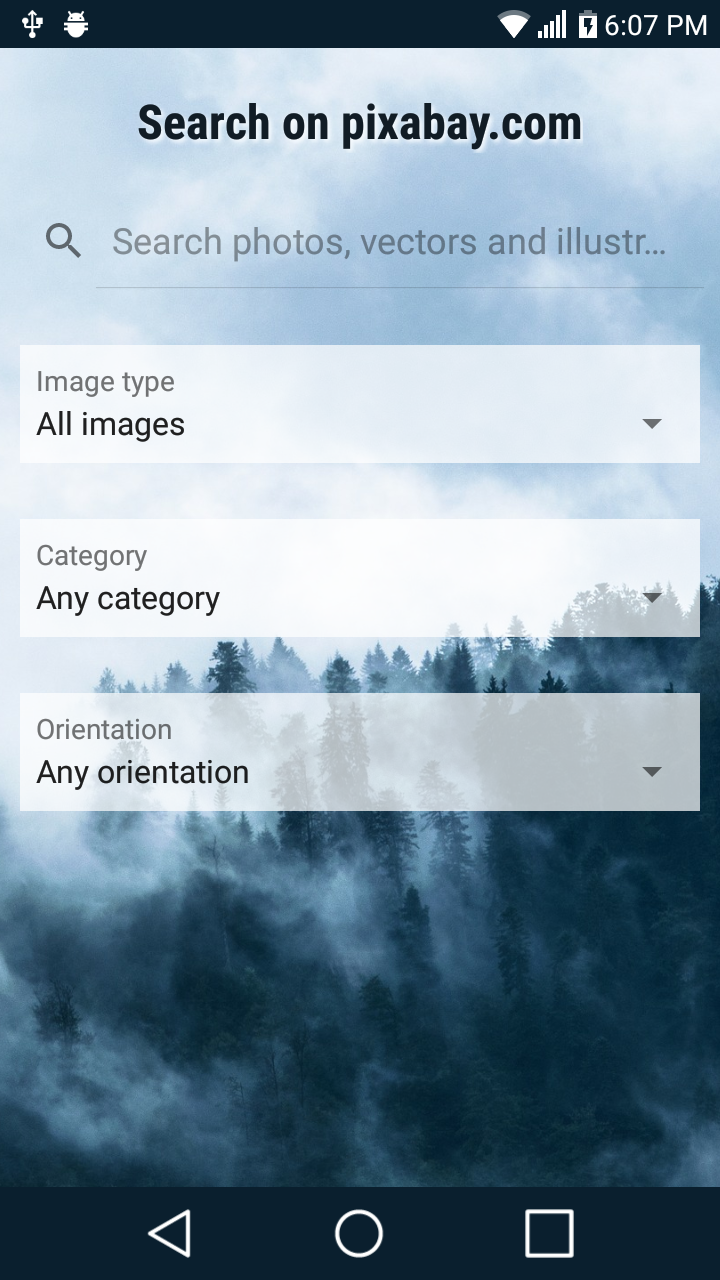 6:07 PM
Search on pixabay.com
Search photos, vectors and illustr…
Image type
All images
Category
Any category
Orientation
Any orientation